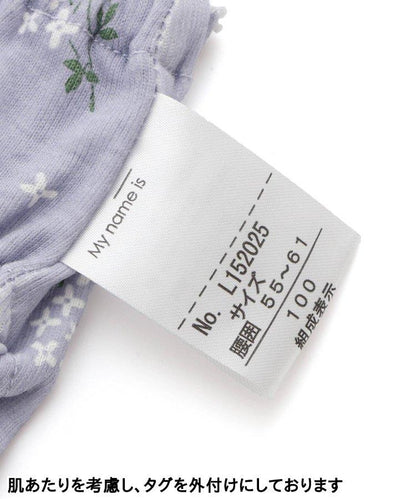 My name is
No. L152025
サイズ
腰囲 55~61
100
組成表示
肌あたりを考慮し、タグを外付けにしております